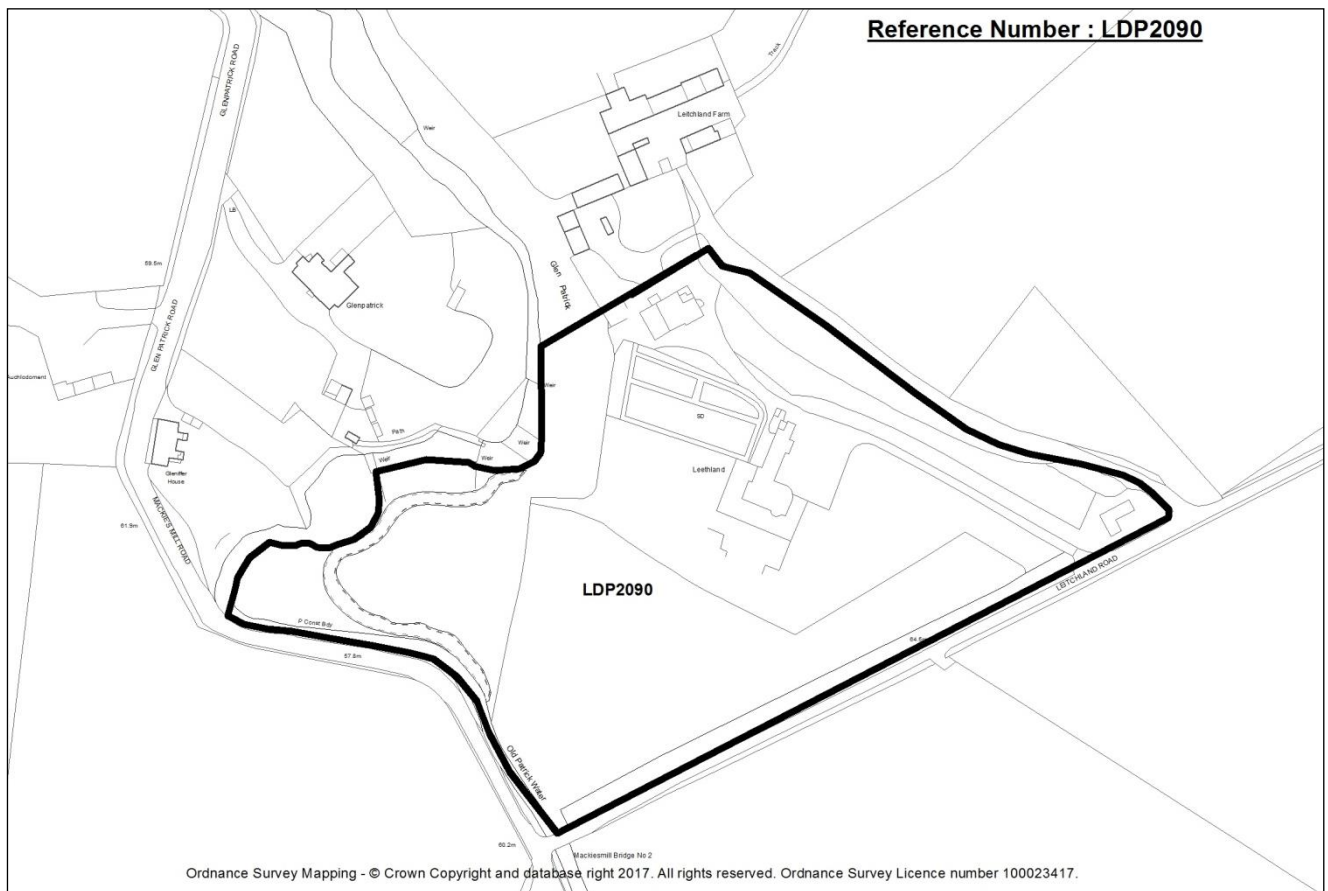 Reference Number : LDP2090
GLENPATRICK ROAD
Track
Leitchland Farm
Weir
LB
69.6m
Glen Patrick
Glenpatrick
GLEN PATRICK ROAD
Auchlodoment
Weir
SD
Path
Weir
Weir
Weir
Leethland
Gleniffer
House
MACKIES MILL ROAD
61.9m
LEITCHLAND ROAD
LDP2090
P Const Bdy
57.8m
Old Patrick Water
60.2m
Mackiesmill Bridge No 2
Ordnance Survey Mapping - © Crown Copyright and database right 2017. All rights reserved. Ordnance Survey Licence number 100023417.